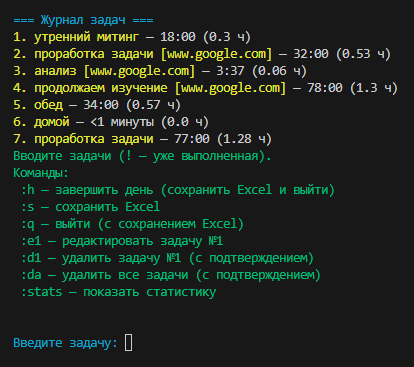 === Журнал задач ===
1. утренний митинг — 18:00 (0.3 ч)
2. проработка задачи [www.google.com] — 32:00 (0.53 ч)
3. анализ [www.google.com] — 3:37 (0.06 ч)
4. продолжаем изучение [www.google.com] — 78:00 (1.3 ч)
5. обед — 34:00 (0.57 ч)
6. домой — <1 минуты (0.0 ч)
7. проработка задачи — 77:00 (1.28 ч)
Вводите задачи (! — уже выполненная).
Команды:
:h — завершить день (сохранить Excel и выйти)
:s — сохранить Excel
:q — выйти (с сохранением Excel)
:e1 — редактировать задачу №1
:d1 — удалить задачу №1 (с подтверждением)
:da — удалить все задачи (с подтверждением)
:stats — показать статистику
Введите задачу: